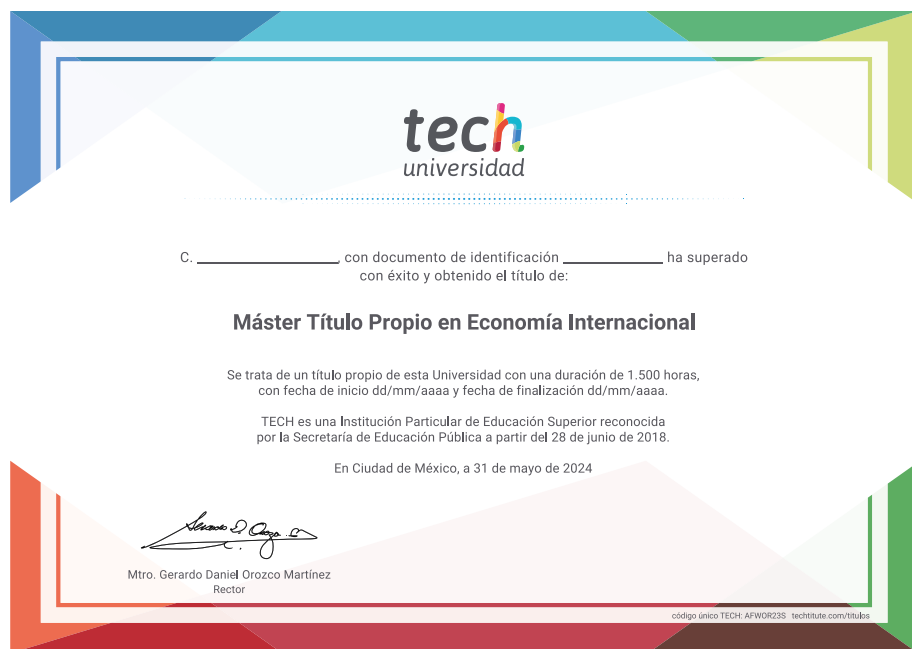 tech
universidad
C. _________________, con documento de identificación ____________ ha superado
con éxito y obtenido el título de:
Máster Título Propio en Economía Internacional
Se trata de un título propio de esta Universidad con una duración de 1.500 horas,
con fecha de inicio dd/mm/aaaa y fecha de finalización dd/mm/aaaa.
TECH es una Institución Particular de Educación Superior reconocida
por la Secretaría de Educación Pública a partir del 28 de junio de 2018.
En Ciudad de México, a 31 de mayo de 2024
Mtro. Gerardo Daniel Orozco Martínez
Rector
código único TECH: AFWOR23S techtitute.com/titulos